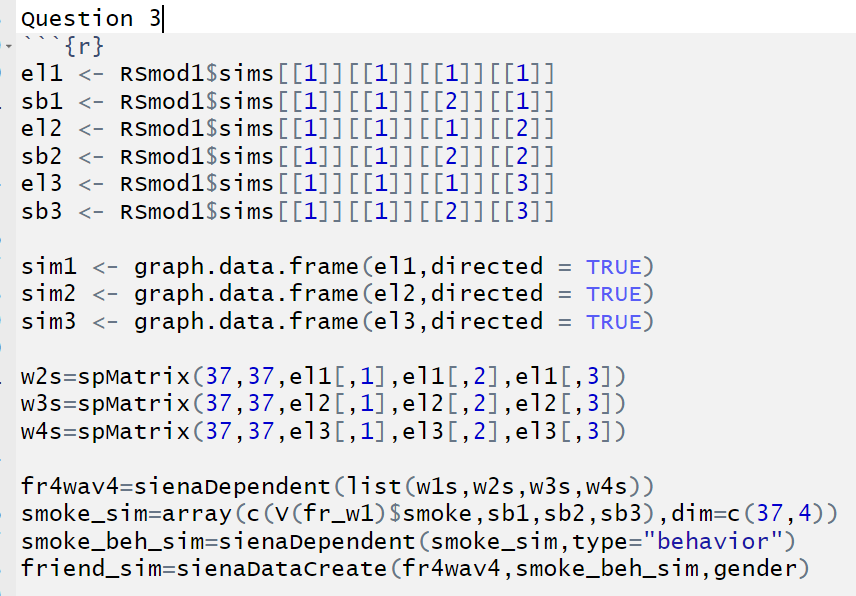 Question 3
```{r}
el1 <- RSmod1$sims[[1]][[1]][[1]][[1]]
sb1 <- RSmod1$sims[[1]][[1]][[2]][[1]]
el2 <- RSmod1$sims[[1]][[1]][[1]][[2]]
sb2 <- RSmod1$sims[[1]][[1]][[2]][[2]]
el3 <- RSmod1$sims[[1]][[1]][[1]][[3]]
sb3 <- RSmod1$sims[[1]][[1]][[2]][[3]]
sim1 <- graph.data.frame(el1,directed = TRUE)
sim2 <- graph.data.frame(el2,directed = TRUE)
sim3 <- graph.data.frame(el3,directed = TRUE)
w2s=spMatrix(37,37,el1[,1],el1[,2],el1[,3])
w3s=spMatrix(37,37,el2[,1],el2[,2],el2[,3])
w4s=spMatrix(37,37,el3[,1],el3[,2],el3[,3])
fr4wav4=sienaDependent(list(w1s,w2s,w3s,w4s))
smoke_sim=array(c(V(fr_w1)$smoke,sb1,sb2,sb3),dim=c(37,4))
smoke_beh_sim=sienaDependent(smoke_sim,type="behavior")
friend_sim=sienaDataCreate(fr4wav4,smoke_beh_sim,gender)